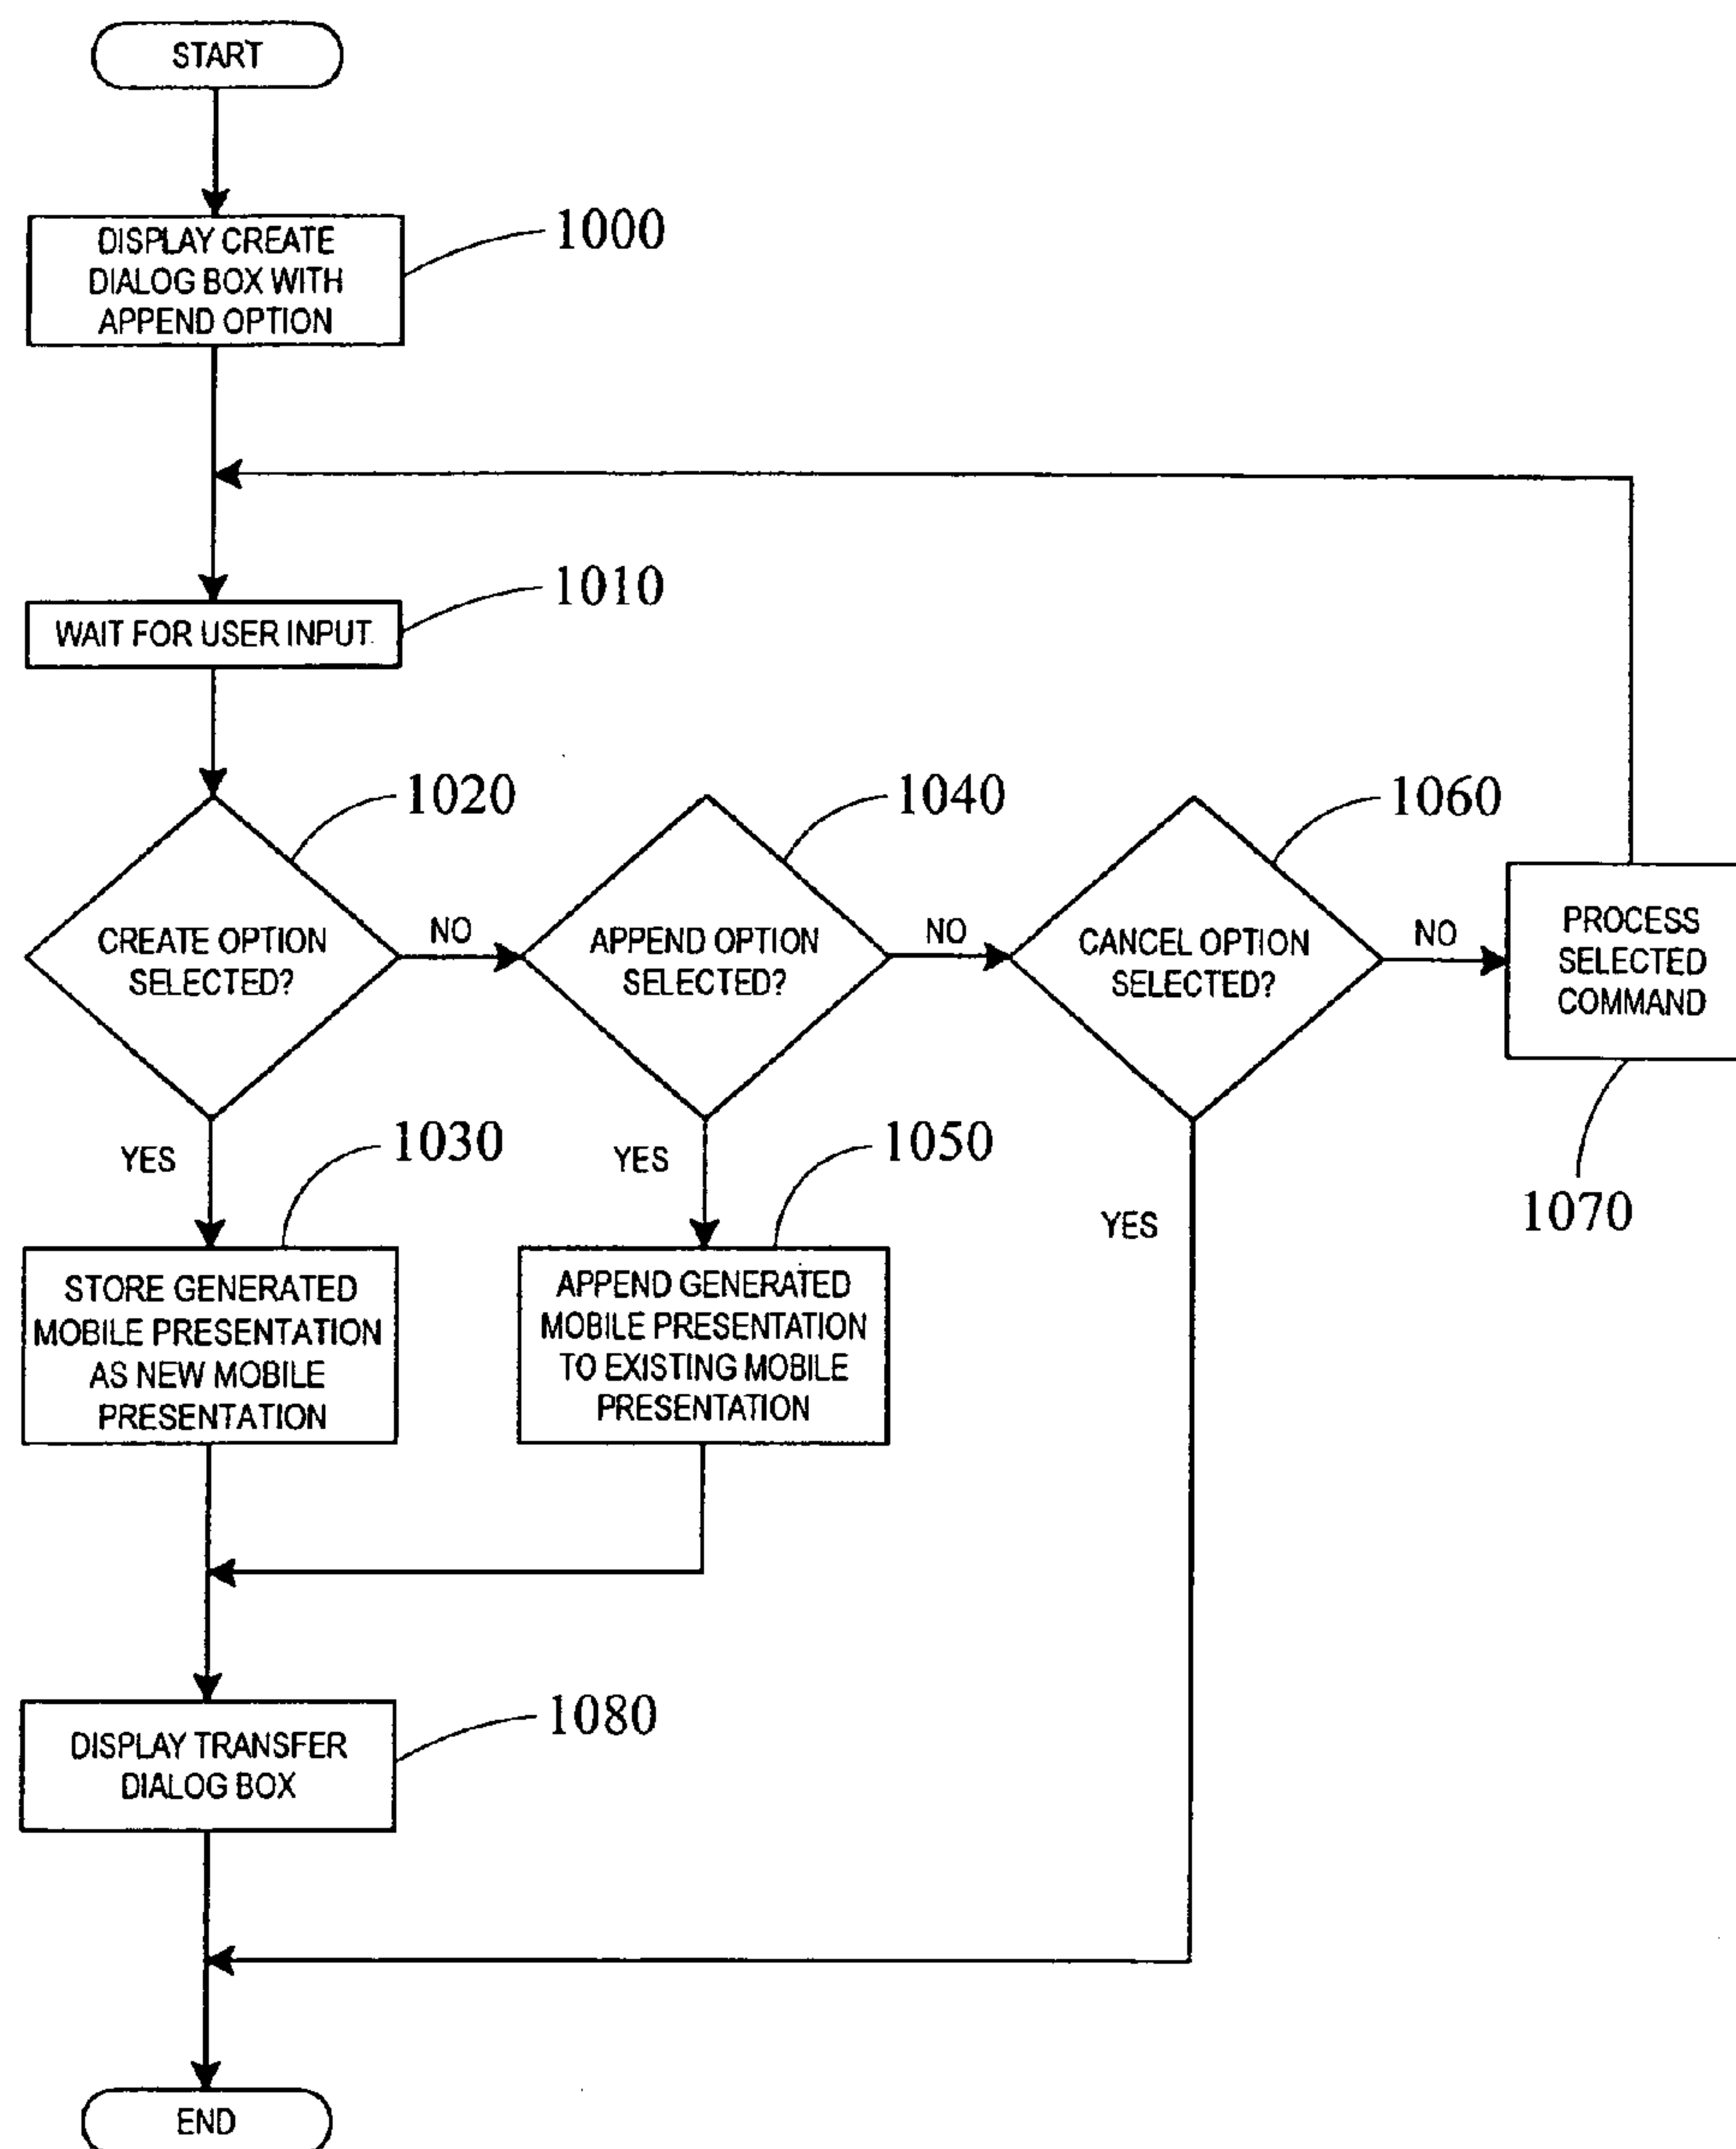 START
DISPLAY CREATE
DIALOG BOX WITH
APPEND OPTION
1000
WAIT FOR USER INPUT
1010
CREATE OPTION
SELECTED?
1020
NO
APPEND OPTION
SELECTED?
1040
NO
CANCEL OPTION
SELECTED?
1060
NO
PROCESS
SELECTED
COMMAND
1070
YES
1030
YES
1050
YES
STORE GENERATED
MOBILE PRESENTATION
AS NEW MOBILE
PRESENTATION
APPEND GENERATED
MOBILE PRESENTATION
TO EXISTING MOBILE
PRESENTATION
DISPLAY TRANSFER
DIALOG BOX
1080
END